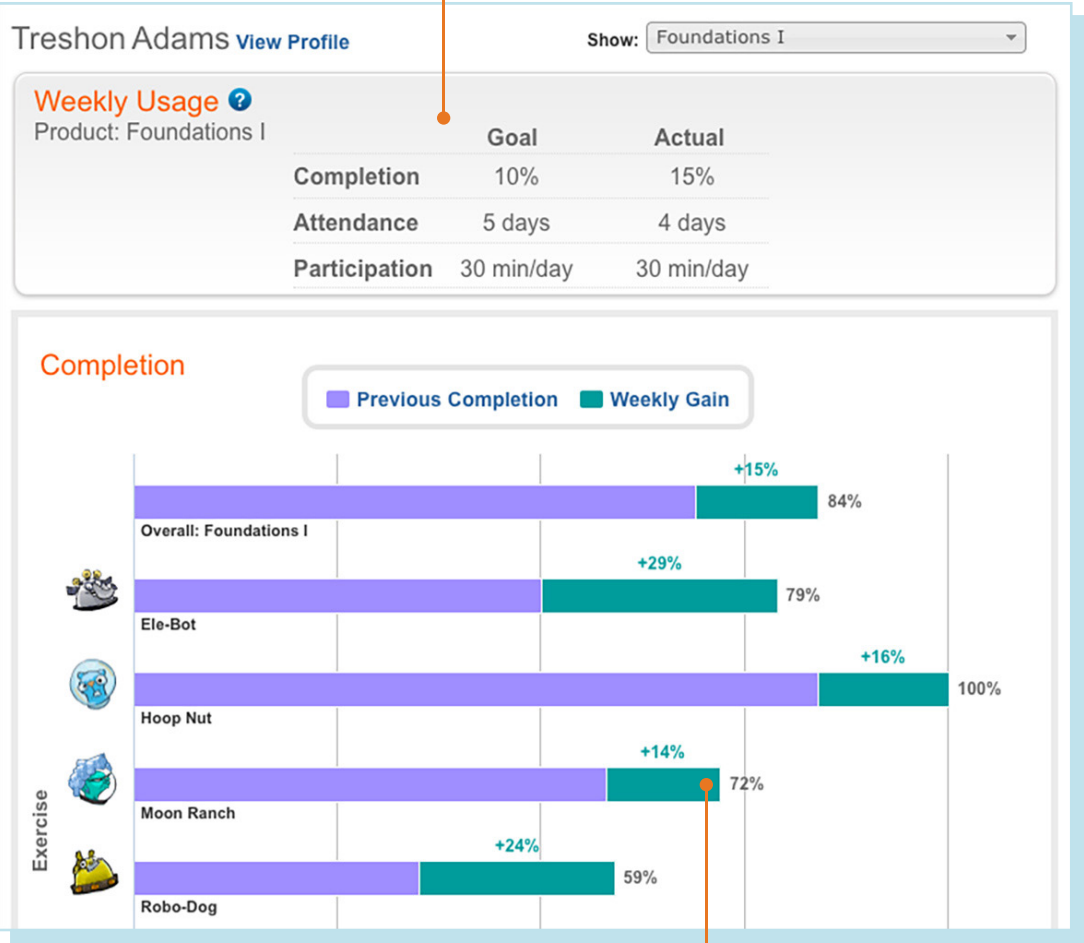 Treshon Adams View Profile
Show: Foundations I
Weekly Usage ?
Product: Foundations I
Goal Actual
Completion 10% 15%
Attendance 5 days 4 days
Participation 30 min/day 30 min/day
Completion
Previous Completion Weekly Gain
+15%
84%
Overall: Foundations I
+29%
79%
Ele-Bot
+16%
100%
Hoop Nut
+14%
72%
Moon Ranch
+24%
59%
Robo-Dog
Exercise